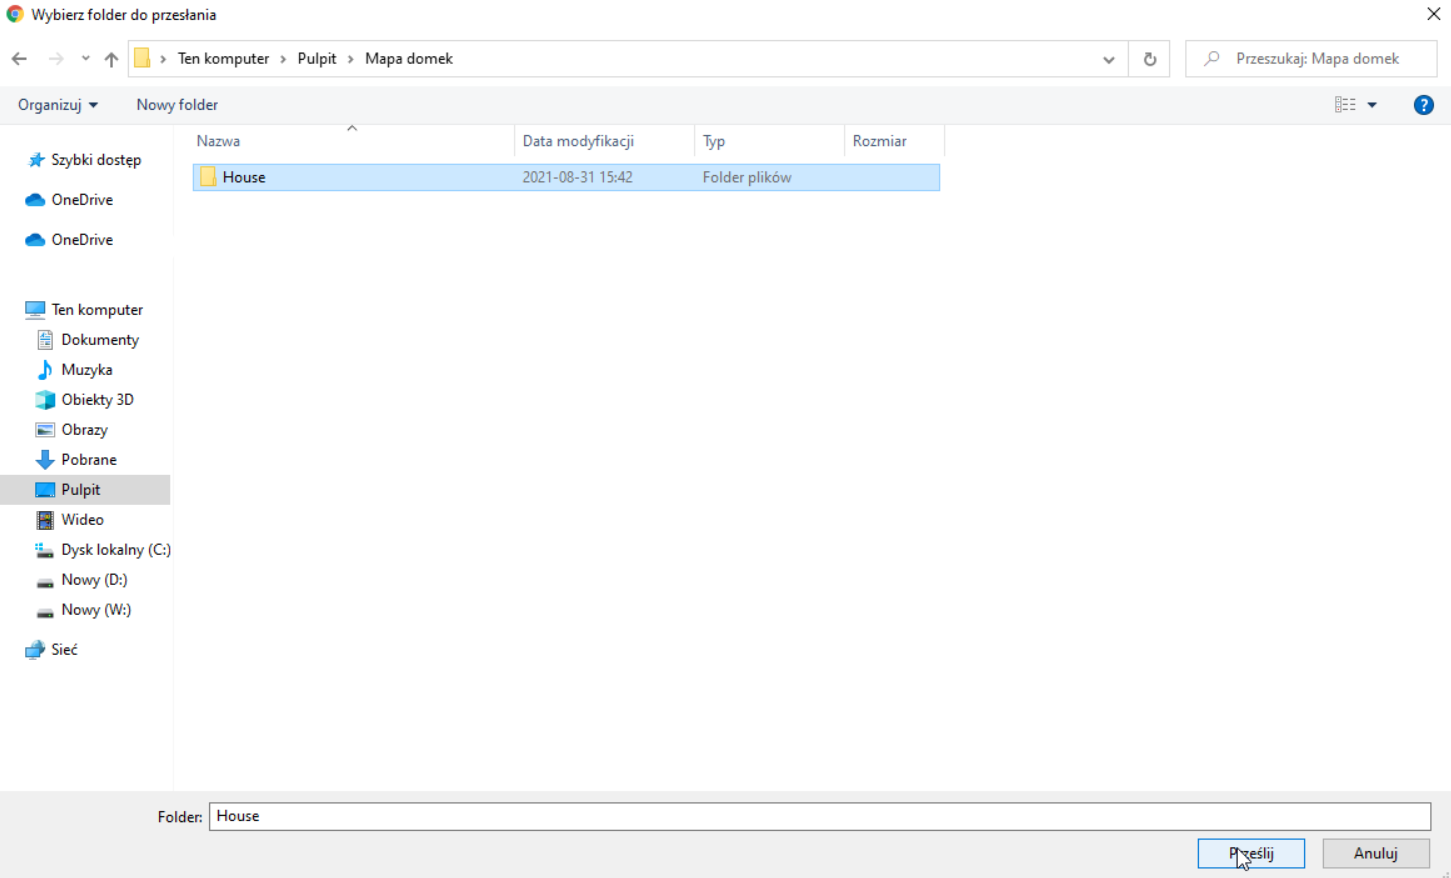 Wybierz folder do przesłania
Ten komputer > Pulpit > Mapa domek
Przeszukaj: Mapa domek
Organizuj Nowy folder
?
Nazwa Data modyfikacji Typ Rozmiar
House 2021-08-31 15:42 Folder plików
Szybki dostęp
OneDrive
OneDrive
Ten komputer
Dokumenty
Muzyka
Obiekty 3D
Obrazy
Pobrane
Pulpit
Wideo
Dysk lokalny (C:)
Nowy (D:)
Nowy (W:)
Sieć
Folder: House
Prześlij Anuluj